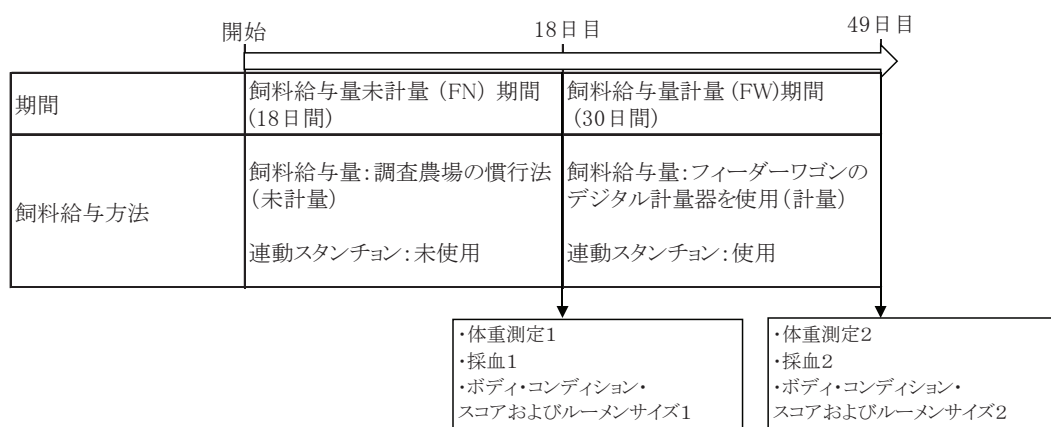 開始
18日目
49日目
期間
飼料給与量未計量 (FN) 期間
(18日間)
飼料給与量計量 (FW)期間
(30日間)
飼料給与方法
飼料給与量:調査農場の慣行法
(未計量)
連動スタンチョン:未使用
飼料給与量:フィーダーワゴンの
デジタル計量器を使用(計量)
連動スタンチョン:使用
・体重測定1
・採血1
・ボディ・コンディション・
スコアおよびルーメンサイズ1
・体重測定2
・採血2
・ボディ・コンディション・
スコアおよびルーメンサイズ2